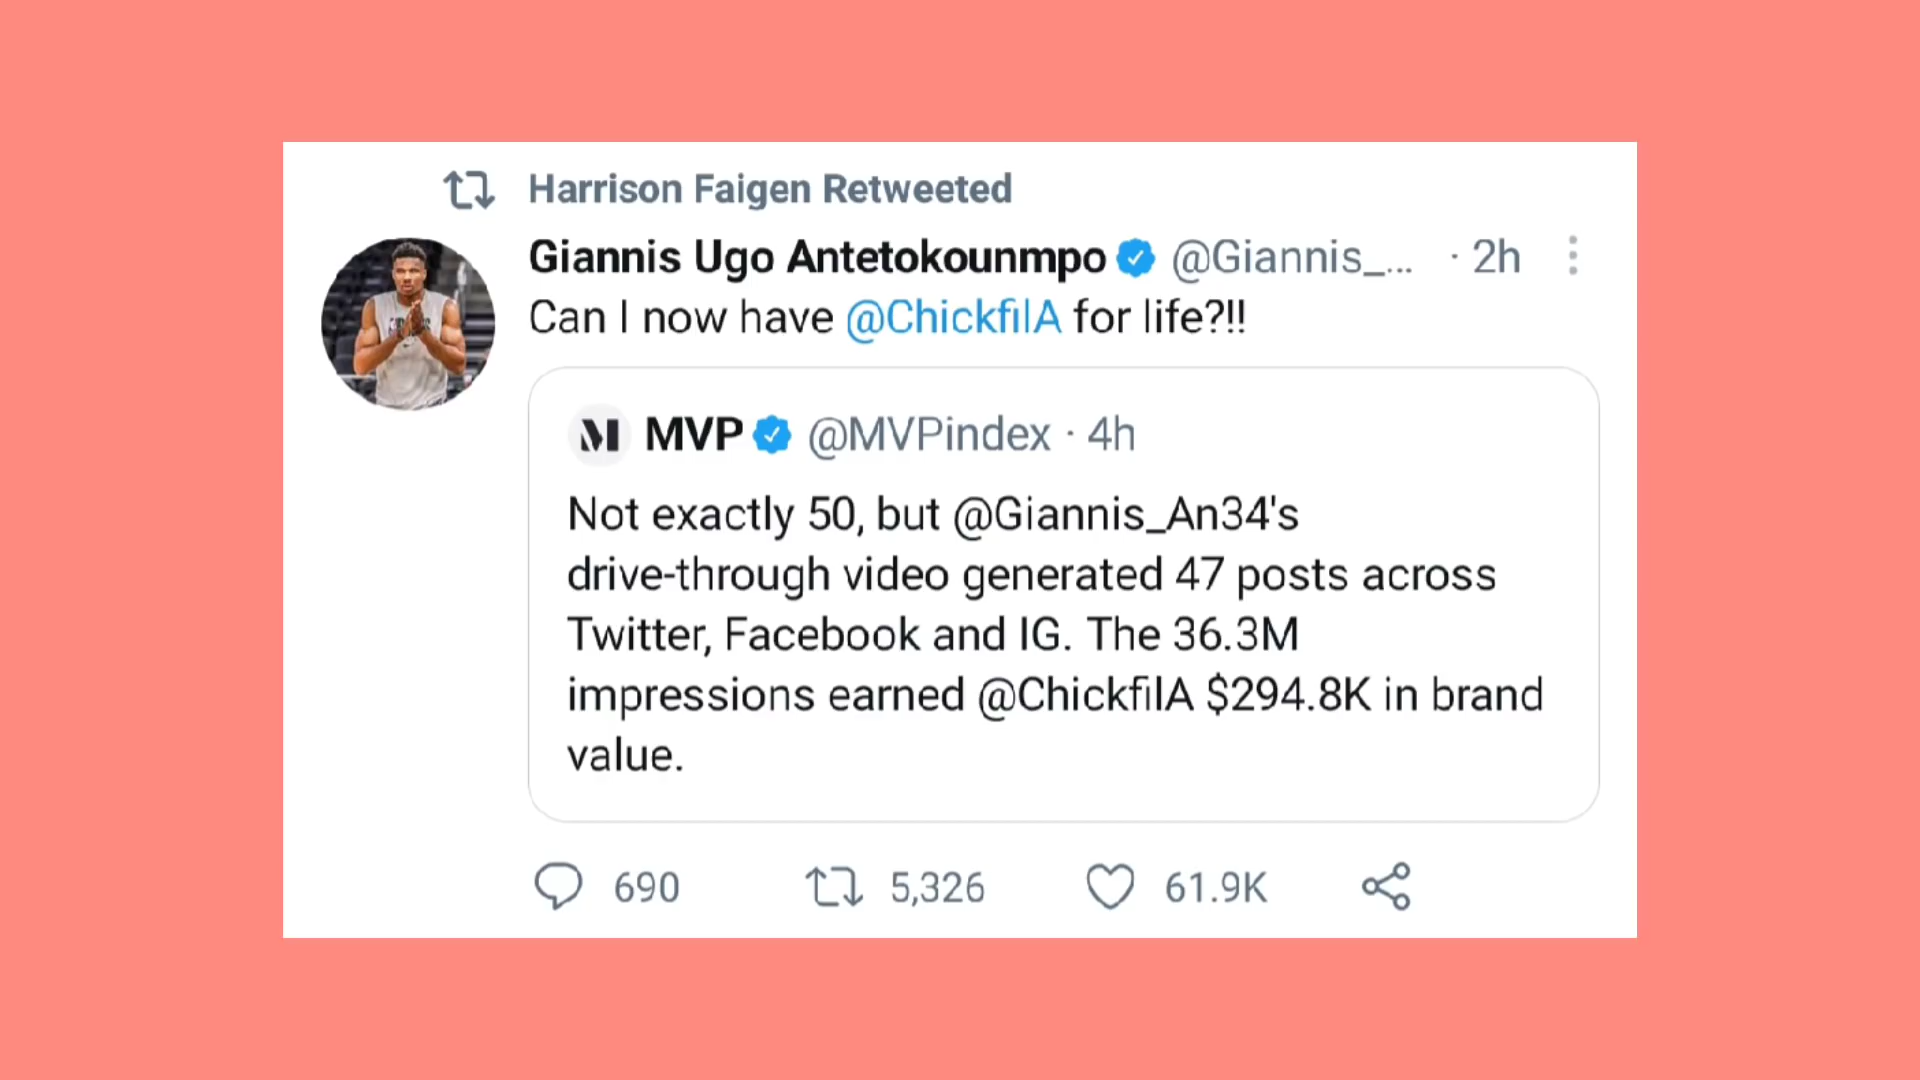 Harrison Faigen Retweeted
Giannis Ugo Antetokounmpo @Giannis_... · 2h
Can I now have @ChickfilA for life?!!
MVP @MVPindex · 4h
Not exactly 50, but @Giannis_An34's
drive-through video generated 47 posts across
Twitter, Facebook and IG. The 36.3M
impressions earned @ChickfilA $294.8K in brand
value.
690 5,326 61.9K